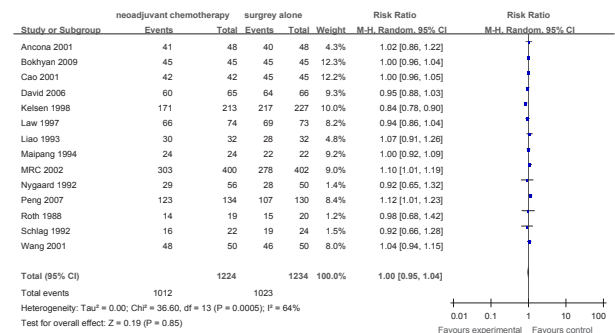 neoadjuvant chemotherapy surgrey alone Risk Ratio Risk Ratio
Study or Subgroup Events Total Events Total Weight M-H, Random, 95% CI M-H, Random, 95% CI
Ancona 2001 41 48 40 48 4.3% 1.02 [0.86, 1.22]
Bokhyan 2009 45 45 45 45 12.3% 1.00 [0.96, 1.04]
Cao 2001 42 42 45 45 12.2% 1.00 [0.96, 1.05]
David 2006 60 65 64 66 8.9% 0.95 [0.88, 1.03]
Kelsen 1998 171 213 217 227 10.0% 0.84 [0.78, 0.90]
Law 1997 66 74 69 73 7.6% 0.94 [0.86, 1.04]
Liao 1993 30 32 28 32 4.7% 1.07 [0.91, 1.26]
Maipang 1994 24 24 22 22 8.7% 1.00 [0.92, 1.09]
MRC 2002 303 400 278 402 9.0% 1.10 [1.01, 1.19]
Nygaard 1992 29 56 28 50 1.4% 0.92 [0.65, 1.32]
Peng 2007 123 134 107 130 8.3% 1.12 [1.01, 1.23]
Roth 1988 14 19 15 20 1.3% 0.98 [0.68, 1.42]
Schlag 1992 16 22 19 24 1.6% 0.92 [0.66, 1.28]
Wang 2001 48 50 46 50 9.8% 1.04 [0.94, 1.15]
Total (95% CI) 1224 1234 100.0% 1.00 [0.95, 1.04]
Total events 1012 1023
Heterogeneity: Tau² = 0.00; Chi² = 36.60, df = 13 (P = 0.0005); I² = 64%
Test for overall effect: Z = 0.19 (P = 0.85)
0.01 0.1 1 10 100
Favours experimental Favours control